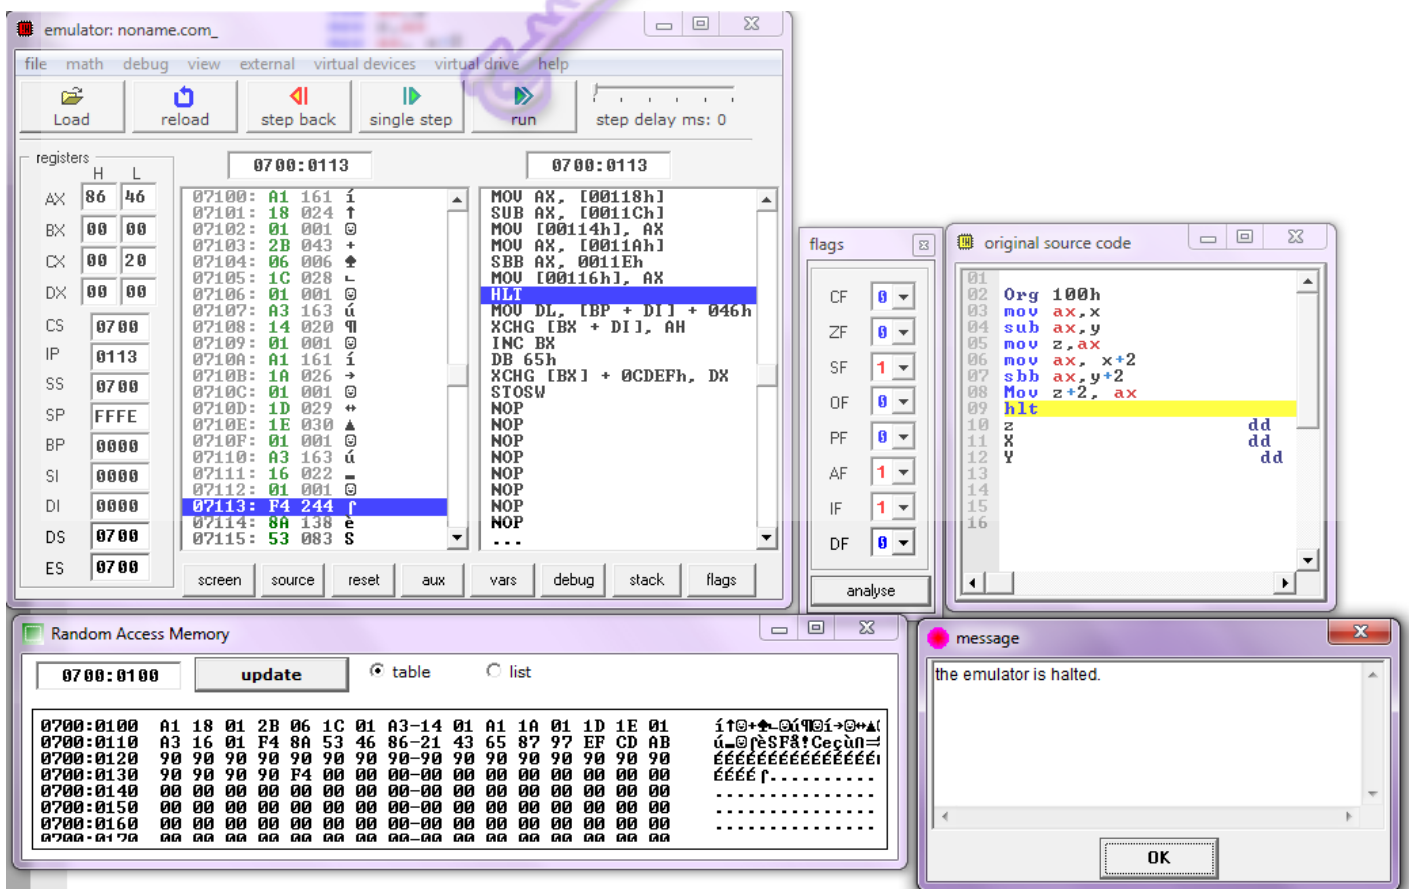 emulator: noname.com_
file math debug view external virtual devices virtual drive help
Load reload step back single step run step delay ms: 0
registers
H L
AX 86 46
BX 00 00
CX 00 20
DX 00 00
CS 0700
IP 0113
SS 0700
SP FFFE
BP 0000
SI 0000
DI 0000
DS 0700
ES 0700
0700:0113
07100: A1 161 í
07101: 18 024 ↑
07102: 01 001 ☺
07103: 2B 043 +
07104: 06 006 ♠
07105: 1C 028 ∟
07106: 01 001 ☺
07107: A3 163 ú
07108: 14 020 ¶
07109: 01 001 ☺
0710A: A1 161 í
0710B: 1A 026 →
0710C: 01 001 ☺
0710D: 1D 029 ↔
0710E: 1E 030 ▲
0710F: 01 001 ☺
07110: A3 163 ú
07111: 16 022 ▬
07112: 01 001 ☺
07113: F4 244 ⌠
07114: 8A 138 è
07115: 53 083 S
0700:0113
MOV AX, [00118h]
SUB AX, [0011Ch]
MOV [00114h], AX
MOV AX, [0011Ah]
SBB AX, 0011Eh
MOV [00116h], AX
HLT
MOV DL, [BP + DI] + 046h
XCHG [BX + DI], AH
INC BX
DB 65h
XCHG [BX] + 0CDEFh, DX
STOSW
NOP
NOP
NOP
NOP
NOP
NOP
NOP
NOP
...
screen source reset aux vars debug stack flags
flags
CF 0
ZF 0
SF 1
OF 0
PF 0
AF 1
IF 1
DF 0
analyse
original source code
01
02 Org 100h
03 mov ax,x
04 sub ax,y
05 mov z,ax
06 mov ax, x+2
07 sbb ax,y+2
08 Mov z+2, ax
09 hlt
10 z dd
11 X dd
12 Y dd
13
14
15
16
Random Access Memory
0700:0100 update table list
0700:0100 A1 18 01 2B 06 1C 01 A3-14 01 A1 1A 01 1D 1E 01 í↑☺+♠∟☺ú¶☺í→☺↔▲(
0700:0110 A3 16 01 F4 8A 53 46 86-21 43 65 87 97 EF CD AB ú▬☺⌠èSFå!Ceçù∩=
0700:0120 90 90 90 90 90 90 90 90-90 90 90 90 90 90 90 90 ÉÉÉÉÉÉÉÉÉÉÉÉÉÉÉ
0700:0130 90 90 90 90 F4 00 00 00-00 00 00 00 00 00 00 00 ÉÉÉÉ⌠...........
0700:0140 00 00 00 00 00 00 00 00-00 00 00 00 00 00 00 00 ................
0700:0150 00 00 00 00 00 00 00 00-00 00 00 00 00 00 00 00 ................
0700:0160 00 00 00 00 00 00 00 00-00 00 00 00 00 00 00 00 ................
message
the emulator is halted.
OK